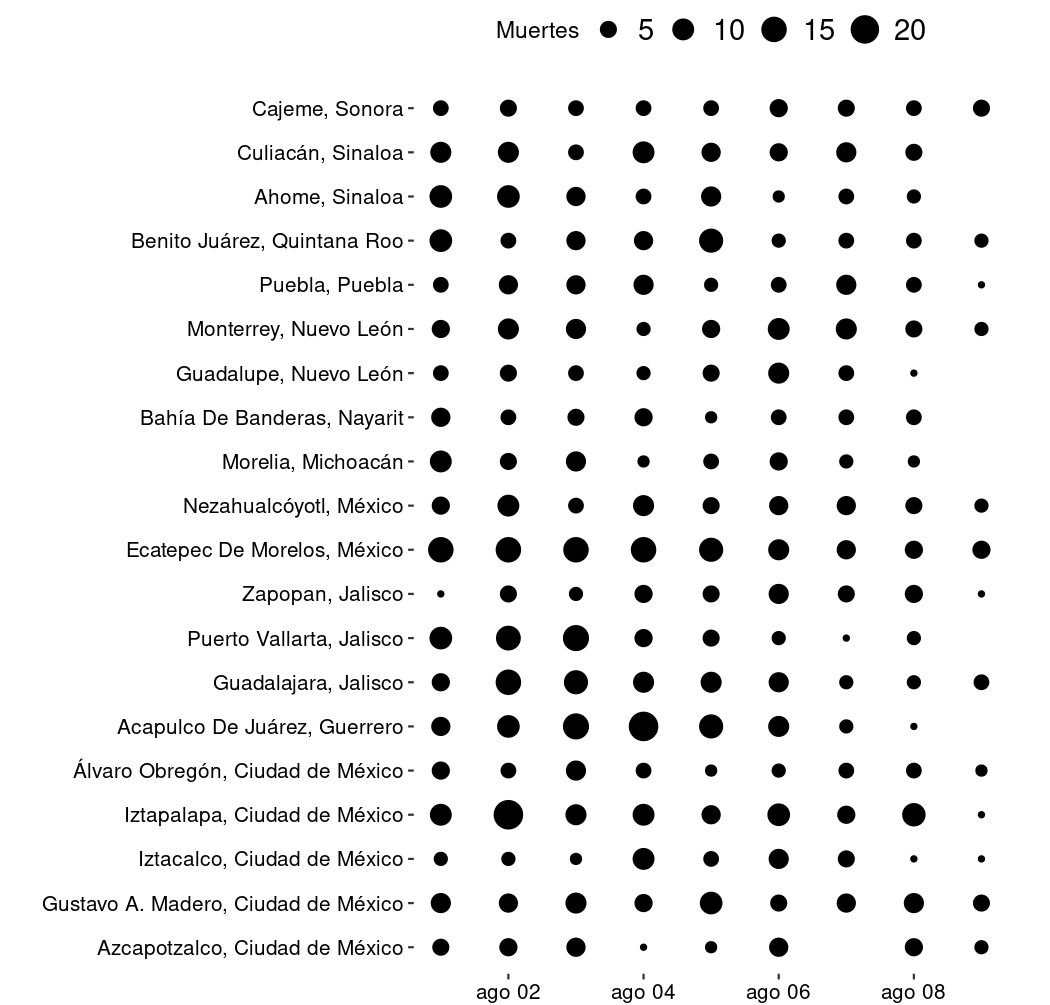 Muertes 5 10 15 20
Cajeme, Sonora
Culiacán, Sinaloa
Ahome, Sinaloa
Benito Juárez, Quintana Roo
Puebla, Puebla
Monterrey, Nuevo León
Guadalupe, Nuevo León
Bahía De Banderas, Nayarit
Morelia, Michoacán
Nezahualcóyotl, México
Ecatepec De Morelos, México
Zapopan, Jalisco
Puerto Vallarta, Jalisco
Guadalajara, Jalisco
Acapulco De Juárez, Guerrero
Álvaro Obregón, Ciudad de México
Iztapalapa, Ciudad de México
Iztacalco, Ciudad de México
Gustavo A. Madero, Ciudad de México
Azcapotzalco, Ciudad de México
ago 02 ago 04 ago 06 ago 08